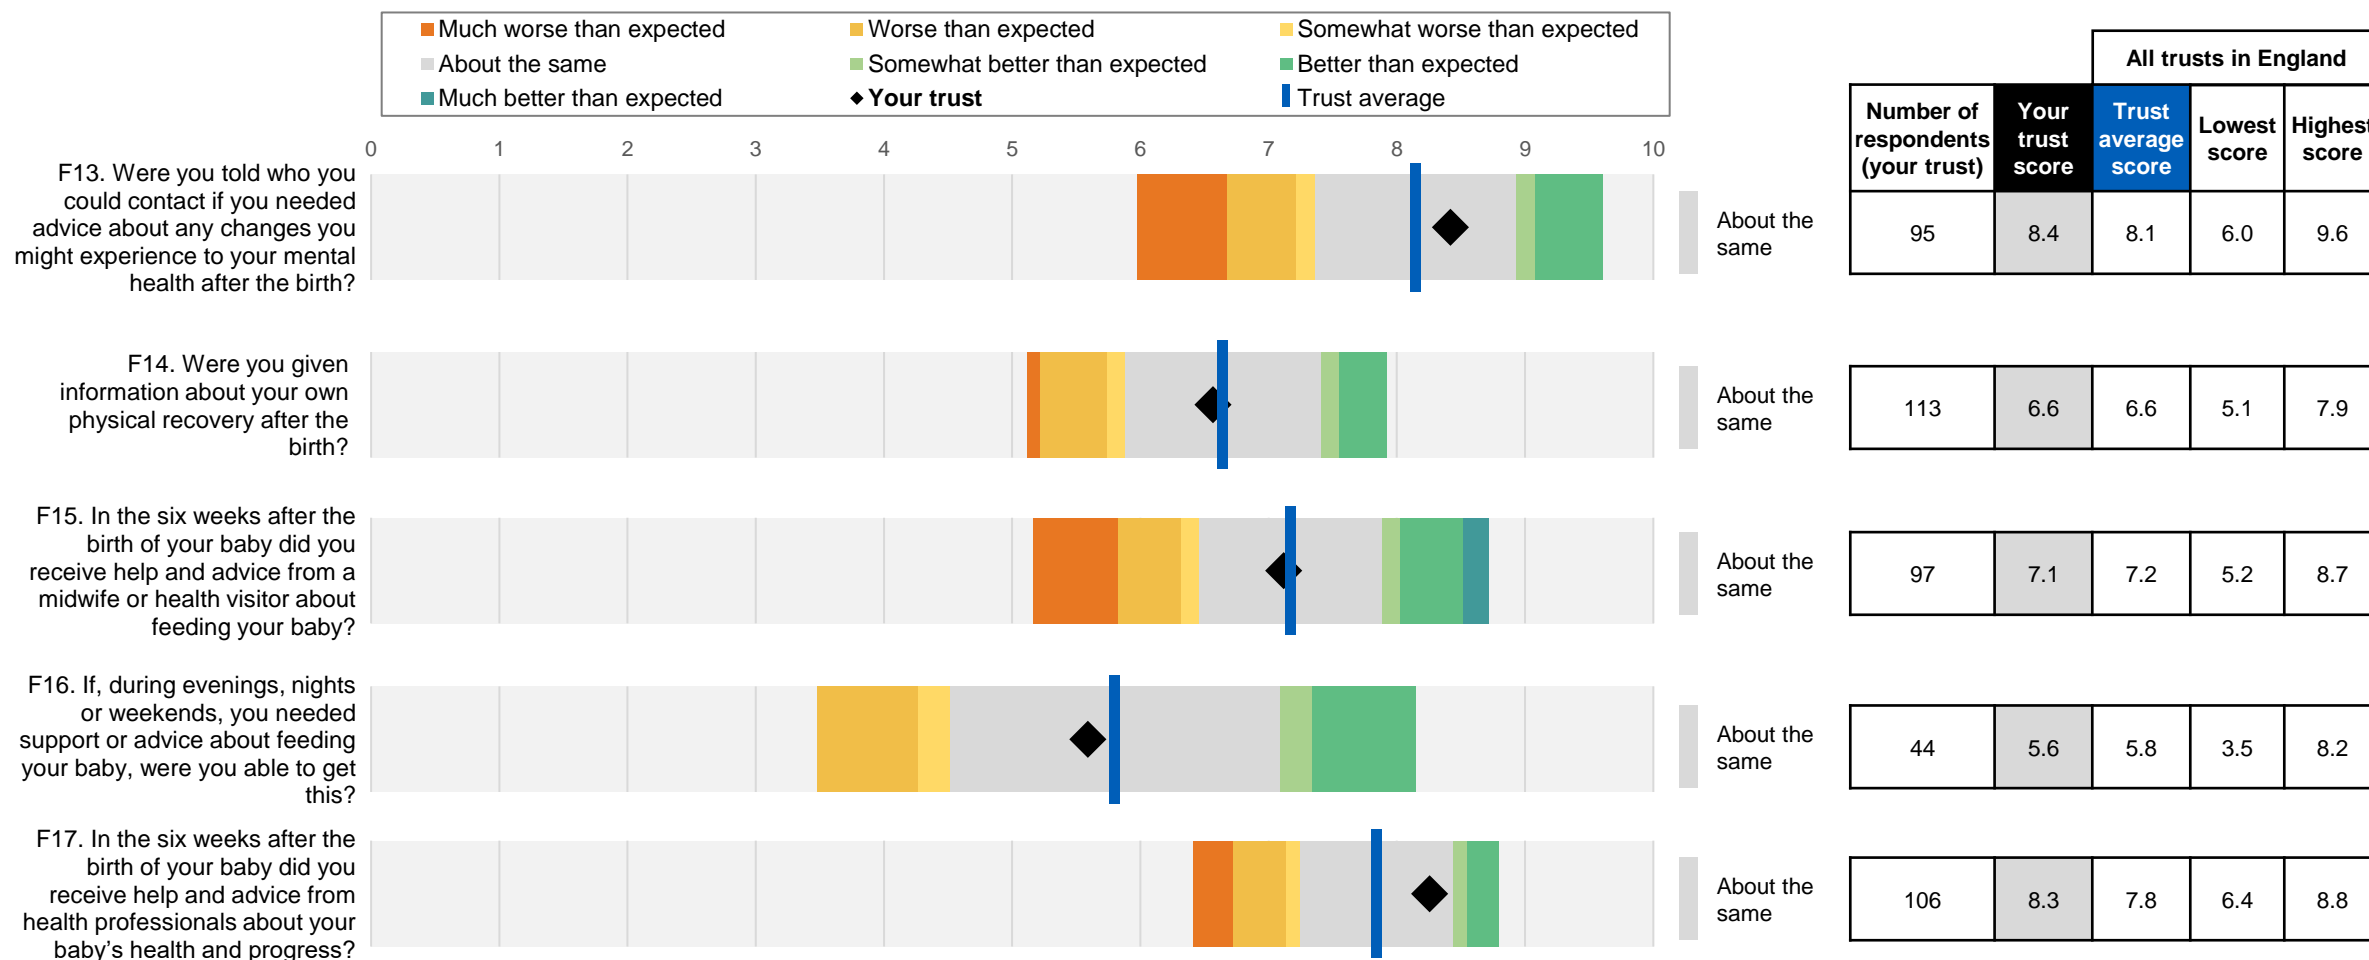 Much worse than expected
Worse than expected
Somewhat worse than expected
About the same
Somewhat better than expected
Better than expected
Much better than expected
Your trust
Trust average
All trusts in England
Number of
respondents
(your trust)
Your
trust
score
Trust
average
score
Lowest
score
Highest
score
0 1 2 3 4 5 6 7 8 9 10
F13. Were you told who you
could contact if you needed
advice about any changes you
might experience to your mental
health after the birth?
About the
same
95 8.4 8.1 6.0 9.6
F14. Were you given
information about your own
physical recovery after the
birth?
About the
same
113 6.6 6.6 5.1 7.9
F15. In the six weeks after the
birth of your baby did you
receive help and advice from a
midwife or health visitor about
feeding your baby?
About the
same
97 7.1 7.2 5.2 8.7
F16. If, during evenings, nights
or weekends, you needed
support or advice about feeding
your baby, were you able to get
this?
About the
same
44 5.6 5.8 3.5 8.2
F17. In the six weeks after the
birth of your baby did you
receive help and advice from
health professionals about your
baby's health and progress?
About the
same
106 8.3 7.8 6.4 8.8